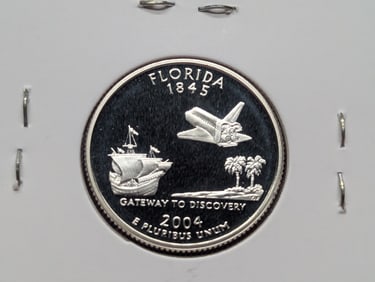 FLORIDA
1845
GATEWAY TO DISCOVERY
2004
E PLURIBUS UNUM